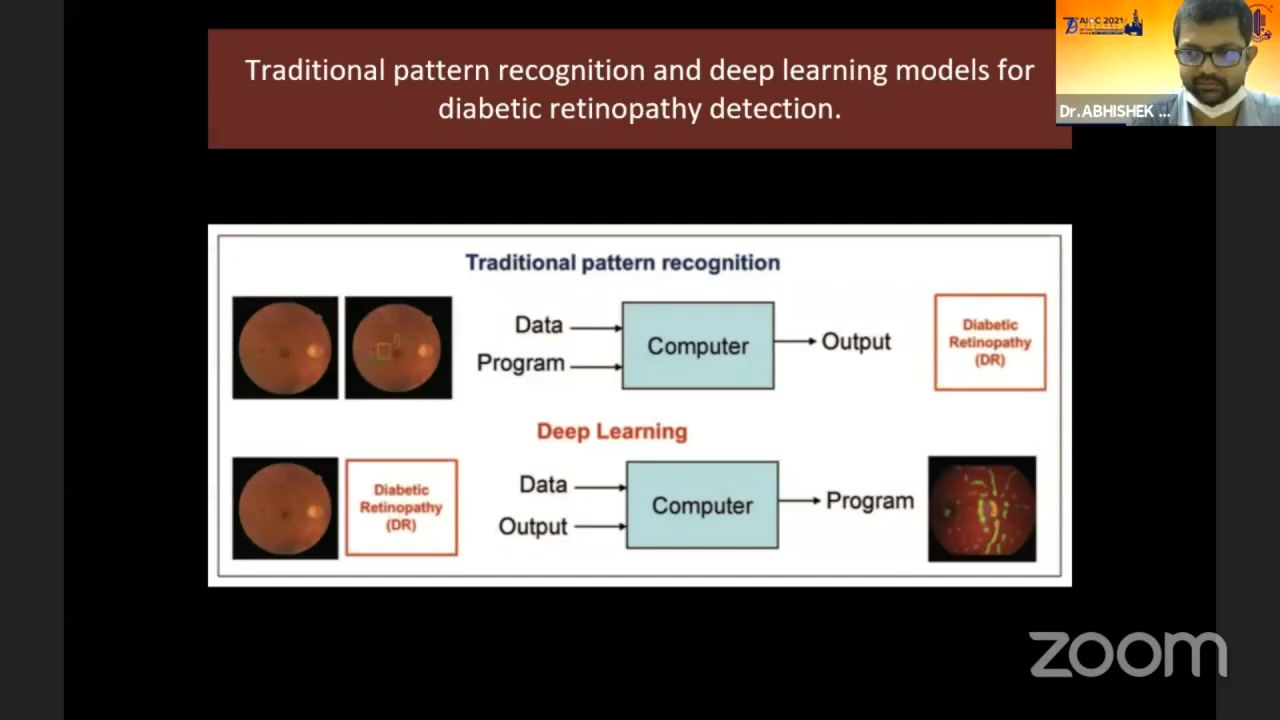 Traditional pattern recognition and deep learning models for
diabetic retinopathy detection.
AIOC 2021
Dr.ABHISHEK ...
Traditional pattern recognition
Data
Program
Computer
Output
Diabetic
Retinopathy
(DR)
Deep Learning
Diabetic
Retinopathy
(DR)
Data
Output
Computer
Program
zoom